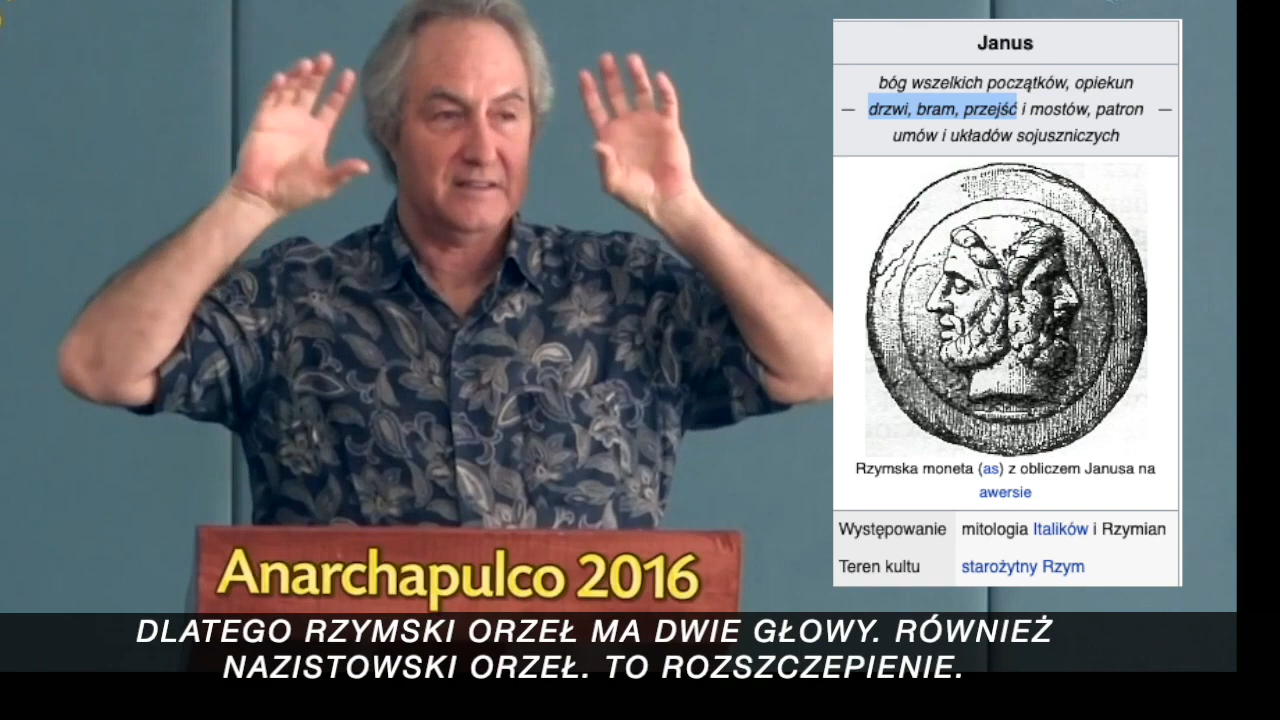 Janus
bóg wszelkich początków, opiekun
— drzwi, bram, przejść i mostów, patron —
umów i układów sojuszniczych
Rzymska moneta (as) z obliczem Janusa na
awersie
Występowanie mitologia Italików i Rzymian
Teren kultu starożytny Rzym
Anarchapulco 2016
DLATEGO RZYMSKI ORZEŁ MA DWIE GŁOWY. RÓWNIEŻ
NAZISTOWSKI ORZEŁ. TO ROZSZCZEPIENIE.